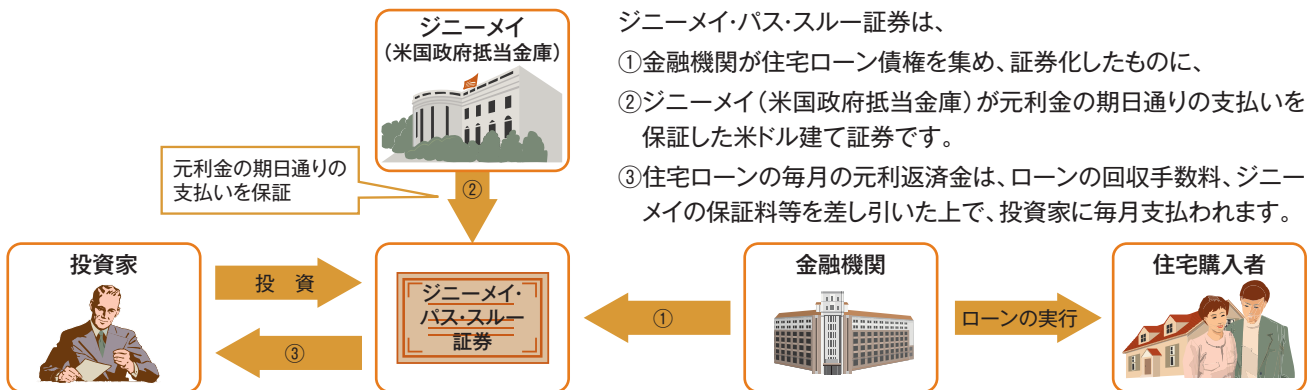 ジニーメイ
（米国政府抵当金庫）
ジニーメイ・パス・スルー証券は、
①金融機関が住宅ローン債権を集め、証券化したものに、
②ジニーメイ（米国政府抵当金庫）が元利金の期日通りの支払いを
保証した米ドル建て証券です。
③住宅ローンの毎月の元利返済金は、ローンの回収手数料、ジニー
メイの保証料等を差し引いた上で、投資家に毎月支払われます。
元利金の期日通りの
支払いを保証
②
投資家
投 資
③
ジニーメイ・
パス・スルー
証券
①
金融機関
ローンの実行
住宅購入者